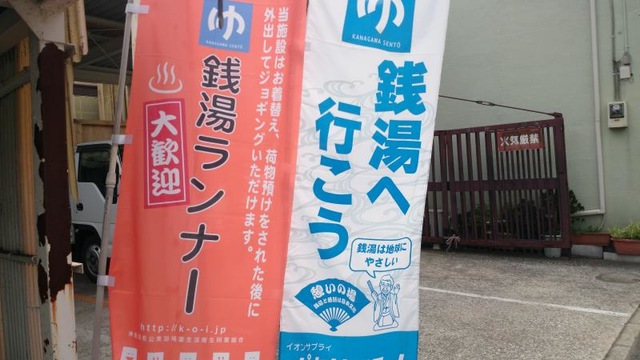 ゆ
KANAGAWA SENTO
当施設はお着替え、荷物預けをされた後に
外出してジョギングいただけます。
銭湯ランナー
大歓迎
http://k-o-i.jp
ゆ
KANAGAWA SENTO
銭湯へ
行こう
銭湯は地球に
やさしい
憩いの湯
イオンサプライ
火気厳禁